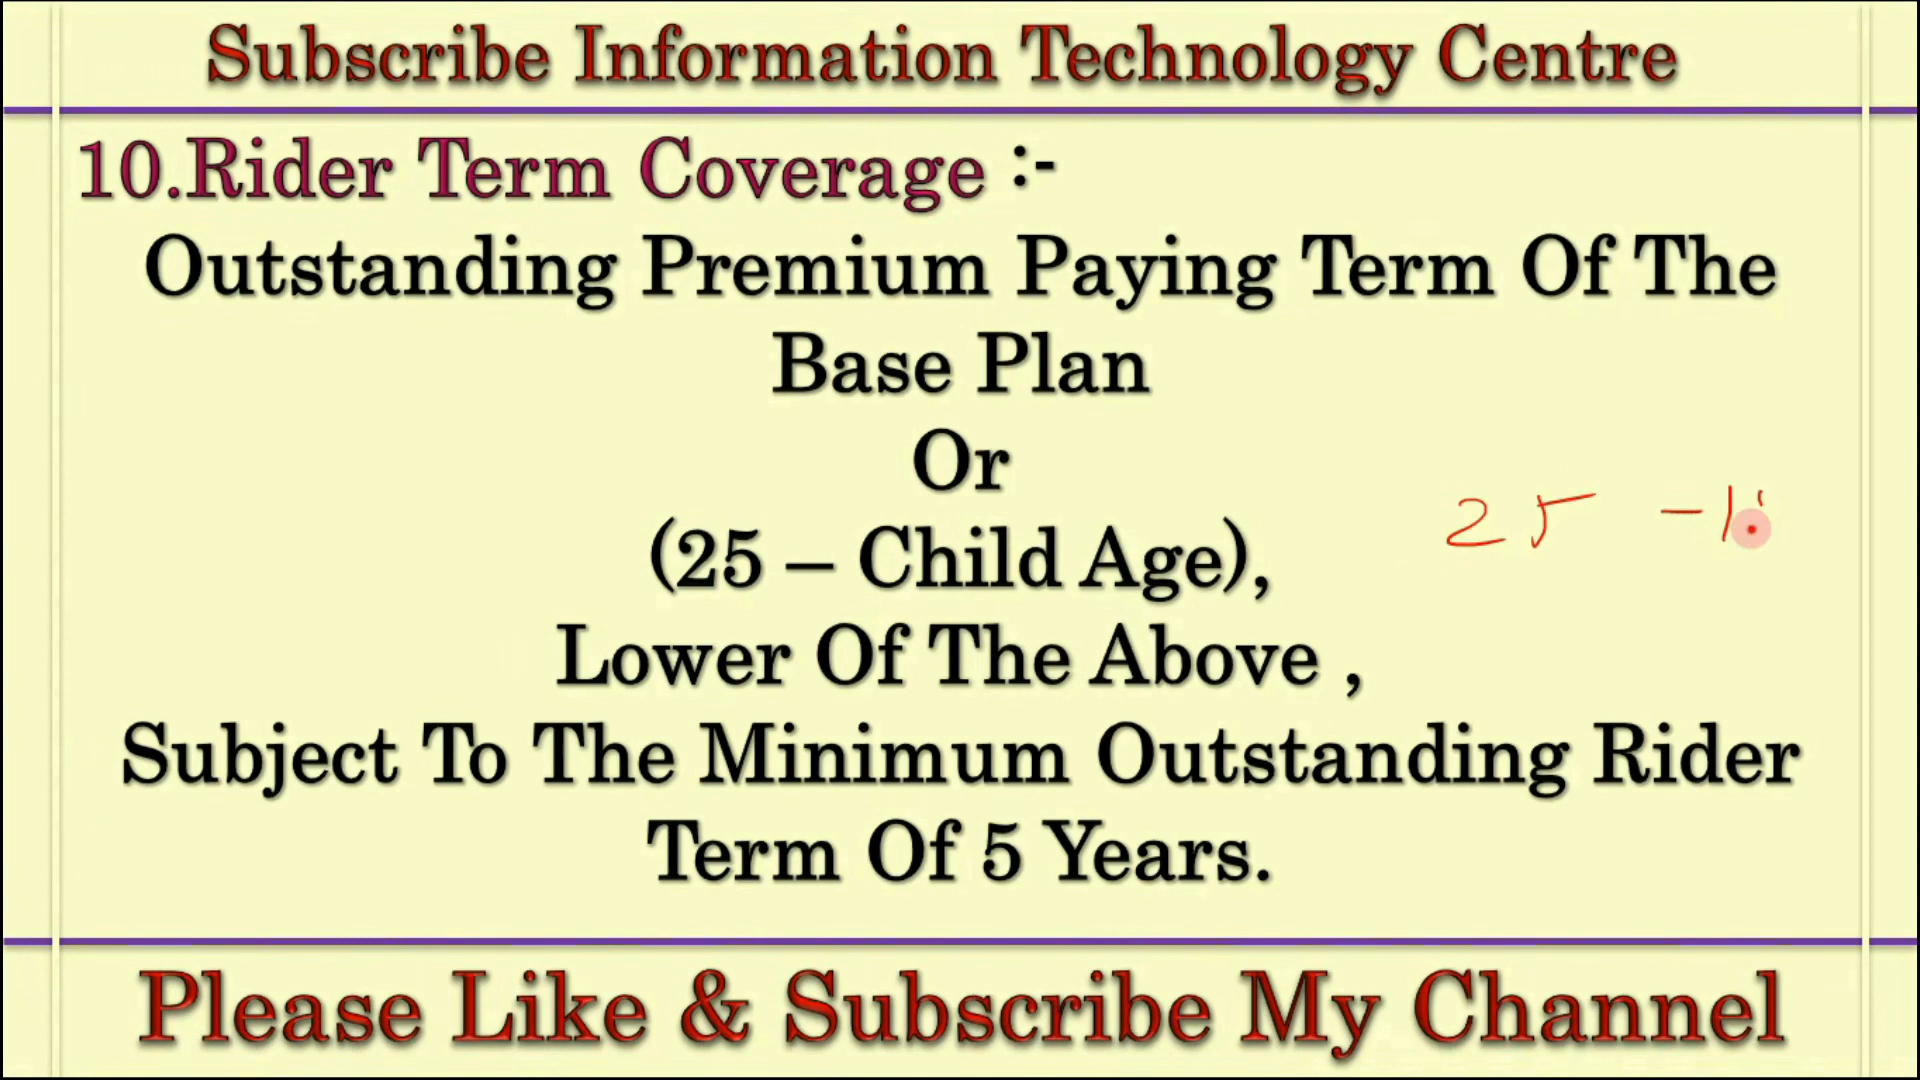 Subscribe Information Technology Centre
10.Rider Term Coverage :-
Outstanding Premium Paying Term Of The
Base Plan
Or
25 -
(25 – Child Age),
Lower Of The Above ,
Subject To The Minimum Outstanding Rider
Term Of 5 Years.
Please Like & Subscribe My Channel